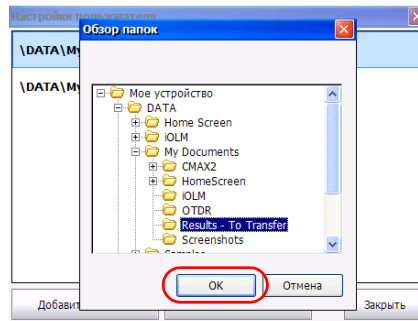 Настройки пользователя
Обзор папок
\DATA\My
\DATA\My
Мое устройство
DATA
Home Screen
iOLM
My Documents
CMAX2
HomeScreen
iOLM
OTDR
Results - To Transfer
Screenshots
Samples
OK
Отмена
Добавит
Закрыть